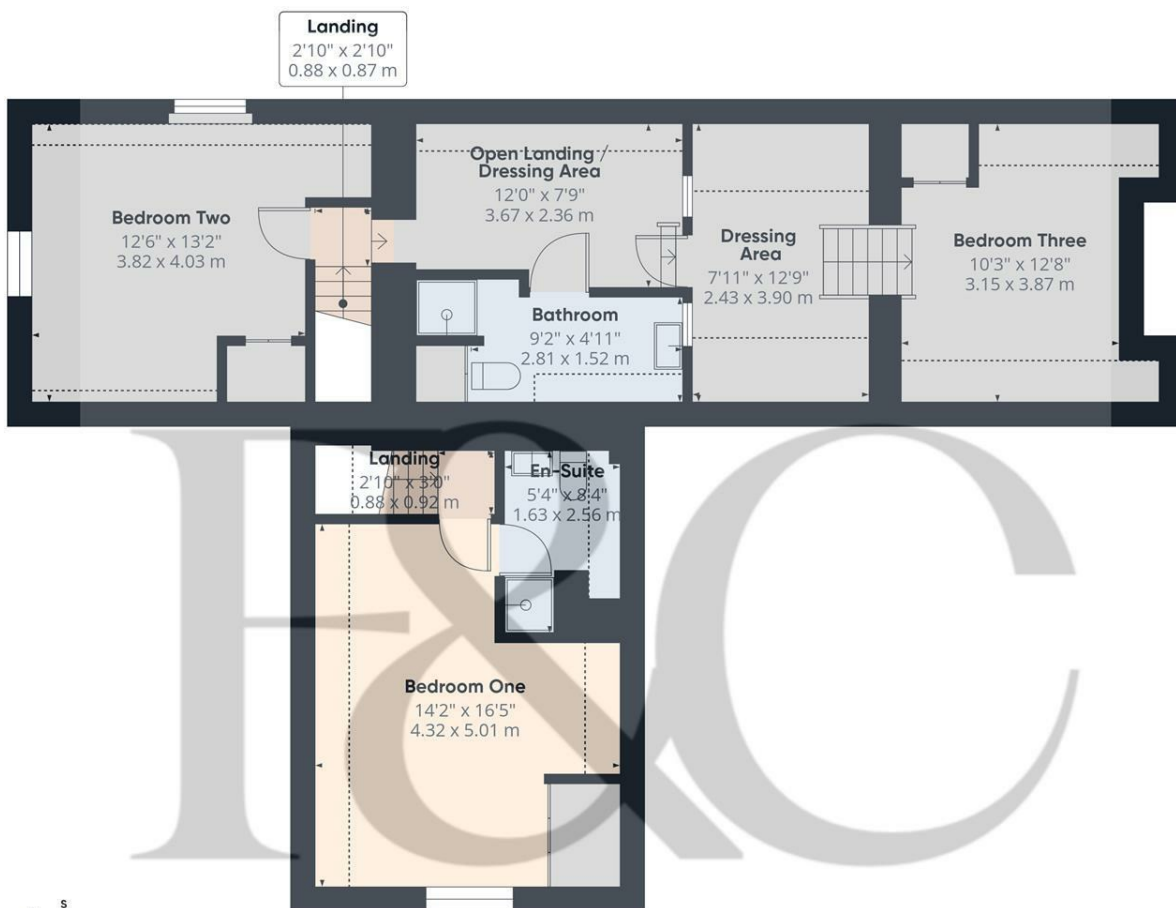 Landing
2'10" x 2'10"
0.88 x 0.87 m
Open Landing /
Dressing Area
12'0" x 7'9"
3.67 x 2.36 m
Bedroom Two
12'6" x 13'2"
3.82 x 4.03 m
Dressing
Area
7'11" x 12'9"
2.43 x 3.90 m
Bedroom Three
10'3" x 12'8"
3.15 x 3.87 m
Bathroom
9'2" x 4'11"
2.81 x 1.52 m
Landing
2'10" x 3'0"
0.88 x 0.92 m
En-Suite
5'4" x 8'4"
1.63 x 2.56 m
Bedroom One
14'2" x 16'5"
4.32 x 5.01 m
F&C
S